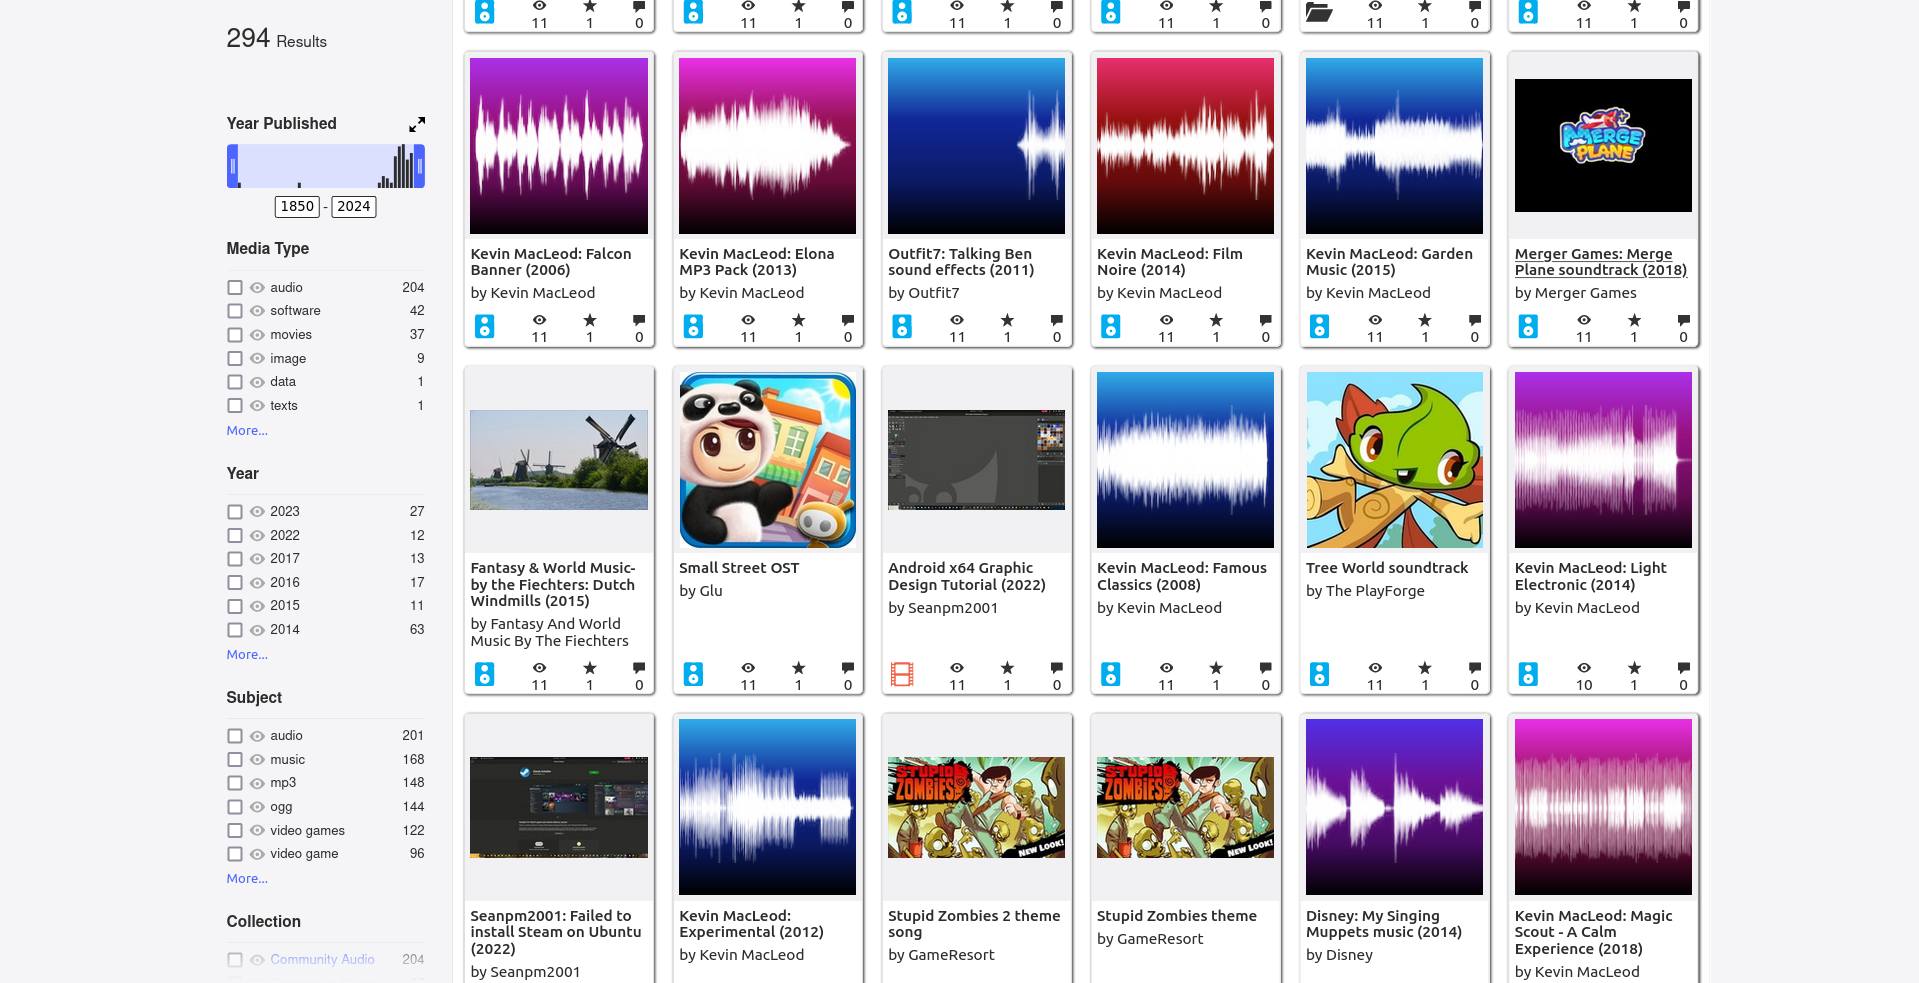 294 Results
Year Published
1850 - 2024
Media Type
audio 204
software 42
movies 37
image 9
data 1
texts 1
More...
Year
2023 27
2022 12
2017 13
2016 17
2015 11
2014 63
More...
Subject
audio 201
music 168
mp3 148
ogg 144
video games 122
video game 96
More...
Collection
Community Audio 204
11 1 0
11 1 0
11 1 0
11 1 0
11 1 0
11 1 0
Kevin MacLeod: Falcon
Banner (2006)
by Kevin MacLeod
11 1 0
Kevin MacLeod: Elona
MP3 Pack (2013)
by Kevin MacLeod
11 1 0
Outfit7: Talking Ben
sound effects (2011)
by Outfit7
11 1 0
Kevin MacLeod: Film
Noire (2014)
by Kevin MacLeod
11 1 0
Kevin MacLeod: Garden
Music (2015)
by Kevin MacLeod
11 1 0
MERGE
PLANE
Merger Games: Merge
Plane soundtrack (2018)
by Merger Games
11 1 0
Fantasy & World Music-
by the Fiechters: Dutch
Windmills (2015)
by Fantasy And World
Music By The Fiechters
11 1 0
Small Street OST
by Glu
11 1 0
Android x64 Graphic
Design Tutorial (2022)
by Seanpm2001
11 1 0
Kevin MacLeod: Famous
Classics (2008)
by Kevin MacLeod
11 1 0
Tree World soundtrack
by The PlayForge
11 1 0
Kevin MacLeod: Light
Electronic (2014)
by Kevin MacLeod
10 1 0
Seanpm2001: Failed to
install Steam on Ubuntu
(2022)
by Seanpm2001
Kevin MacLeod:
Experimental (2012)
by Kevin MacLeod
STUPID
ZOMBIES
NEW LOOK!
Stupid Zombies 2 theme
song
by GameResort
STUPID
ZOMBIES
NEW LOOK!
Stupid Zombies theme
by GameResort
Disney: My Singing
Muppets music (2014)
by Disney
Kevin MacLeod: Magic
Scout - A Calm
Experience (2018)
by Kevin MacLeod